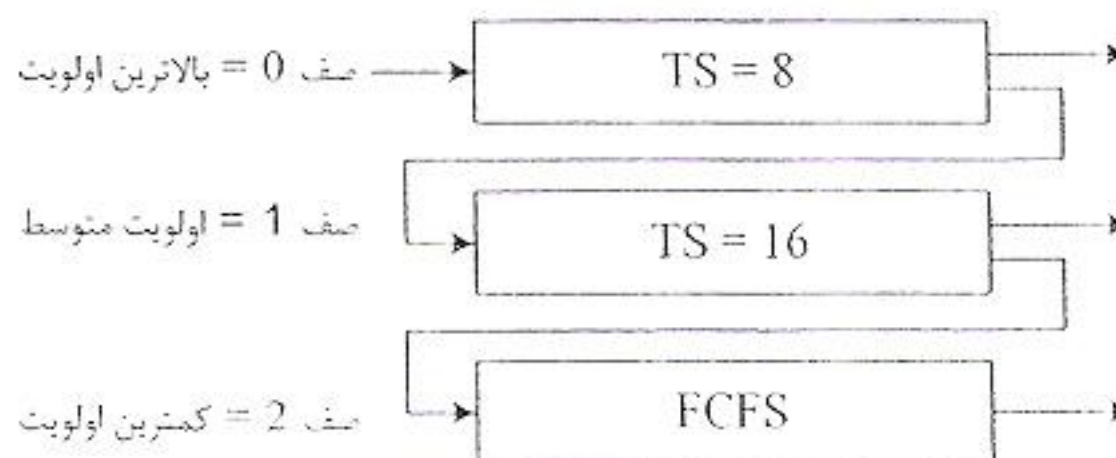 صف 0 = بالاترین اولویت
TS = 8
صف 1 = اولویت متوسط
TS = 16
صف 2 = کمترین اولویت
FCFS